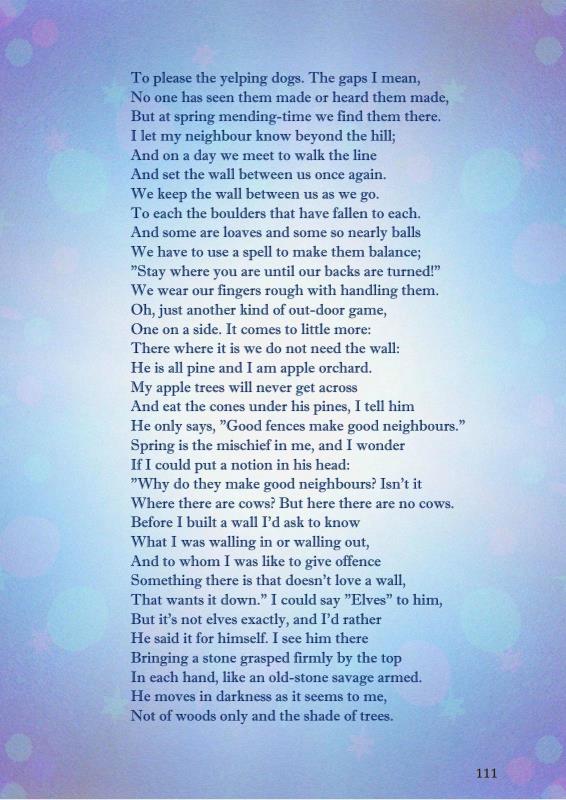 To please the yelping dogs. The gaps I mean,
No one has seen them made or heard them made,
But at spring mending-time we find them there.
I let my neighbour know beyond the hill;
And on a day we meet to walk the line
And set the wall between us once again.
We keep the wall between us as we go.
To each the boulders that have fallen to each.
And some are loaves and some so nearly balls
We have to use a spell to make them balance;
”Stay where you are until our backs are turned!”
We wear our fingers rough with handling them.
Oh, just another kind of out-door game,
One on a side. It comes to little more:
There where it is we do not need the wall:
He is all pine and I am apple orchard.
My apple trees will never get across
And eat the cones under his pines, I tell him
He only says, ”Good fences make good neighbours.”
Spring is the mischief in me, and I wonder
If I could put a notion in his head:
”Why do they make good neighbours? Isn’t it
Where there are cows? But here there are no cows.
Before I built a wall I’d ask to know
What I was walling in or walling out,
And to whom I was like to give offence
Something there is that doesn’t love a wall,
That wants it down.” I could say ”Elves” to him,
But it’s not elves exactly, and I’d rather
He said it for himself. I see him there
Bringing a stone grasped firmly by the top
In each hand, like an old-stone savage armed.
He moves in darkness as it seems to me,
Not of woods only and the shade of trees.
111